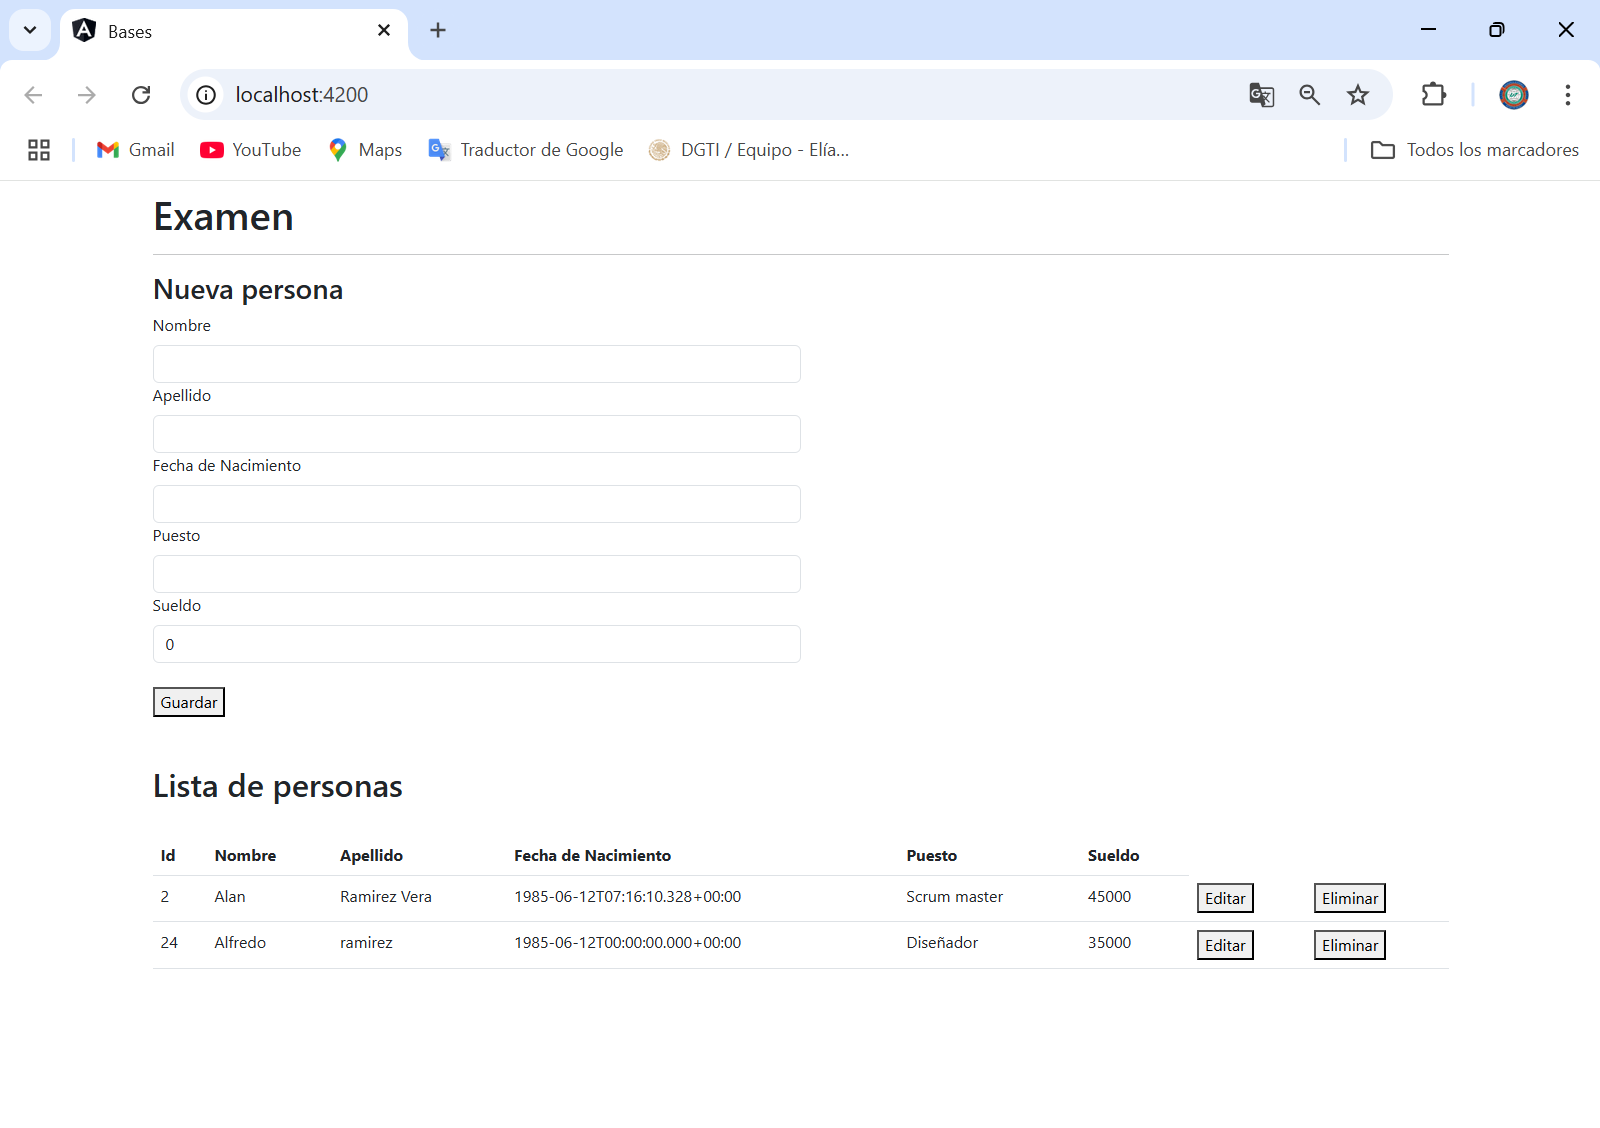 Bases
localhost:4200
Gmail YouTube Maps Traductor de Google DGTI / Equipo - Elía... Todos los marcadores
Examen
Nueva persona
Nombre
Apellido
Fecha de Nacimiento
Puesto
Sueldo
0
Guardar
Lista de personas
Id Nombre Apellido Fecha de Nacimiento Puesto Sueldo
2 Alan Ramirez Vera 1985-06-12T07:16:10.328+00:00 Scrum master 45000 Editar Eliminar
24 Alfredo ramirez 1985-06-12T00:00:00.000+00:00 Diseñador 35000 Editar Eliminar